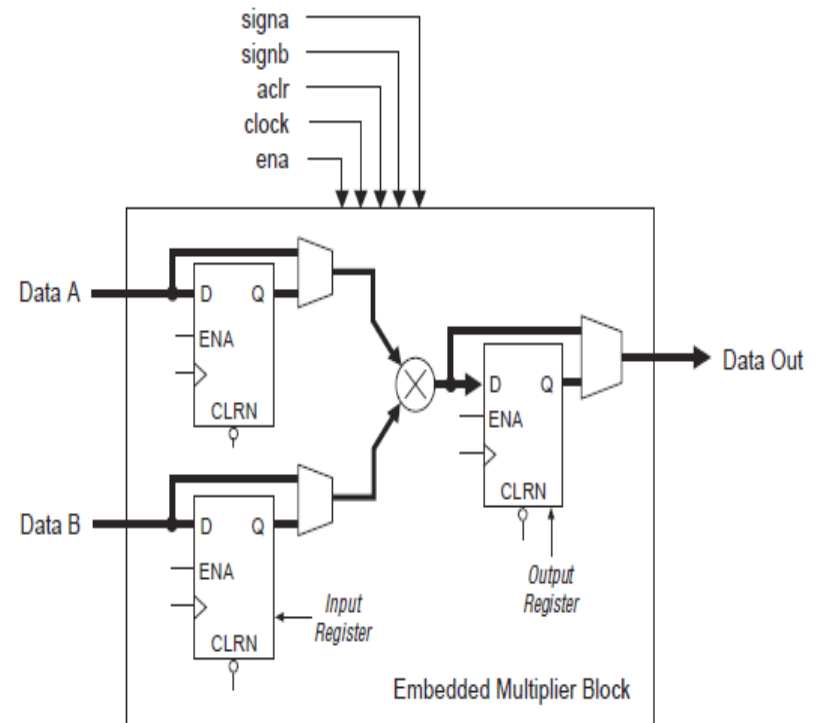 signa
signb
aclr
clock
ena
Data A
D Q
ENA
CLRN
Data B
D Q
ENA
CLRN
Input
Register
D Q
ENA
CLRN
Output
Register
Data Out
Embedded Multiplier Block